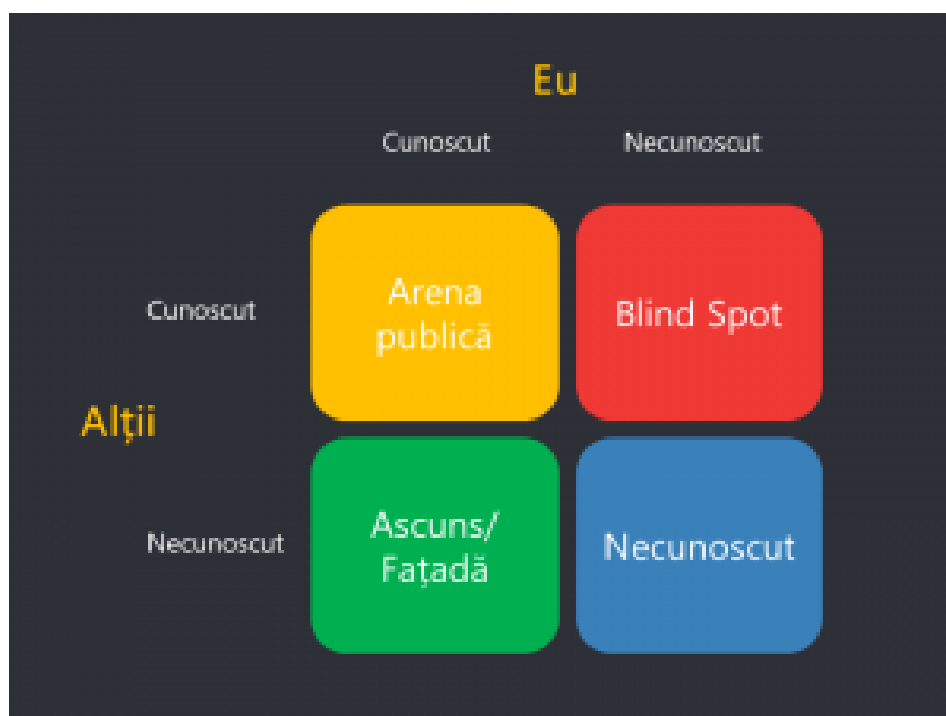 Eu
Cunoscut Necunoscut
Cunoscut
Arena
publică
Blind Spot
Alții
Necunoscut
Ascuns/
Fațadă
Necunoscut